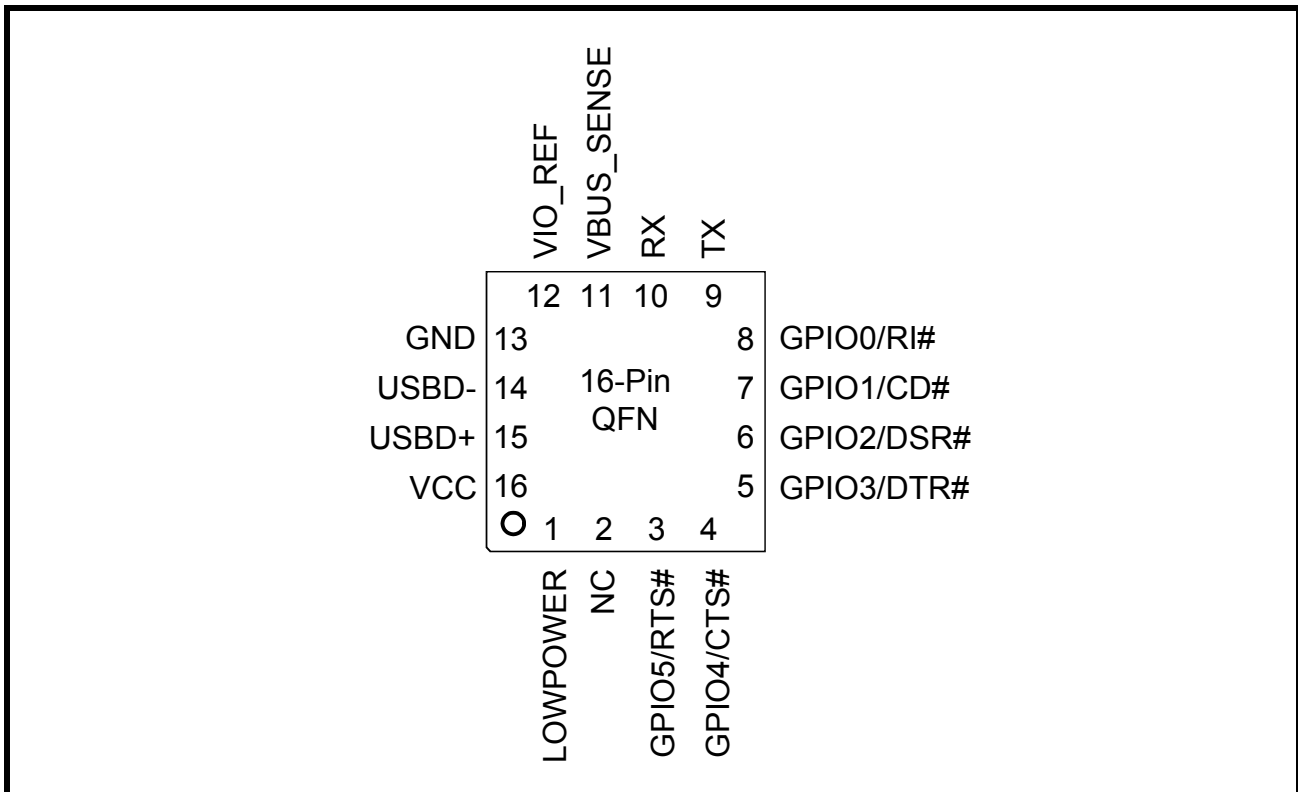 VIO_REF
VBUS_SENSE
RX
TX
12 11 10 9
GND 13 8 GPIO0/RI#
USBD- 14 16-Pin 7 GPIO1/CD#
QFN
USBD+ 15 6 GPIO2/DSR#
VCC 16 5 GPIO3/DTR#
1 2 3 4
LOWPOWER
NC
GPIO5/RTS#
GPIO4/CTS#